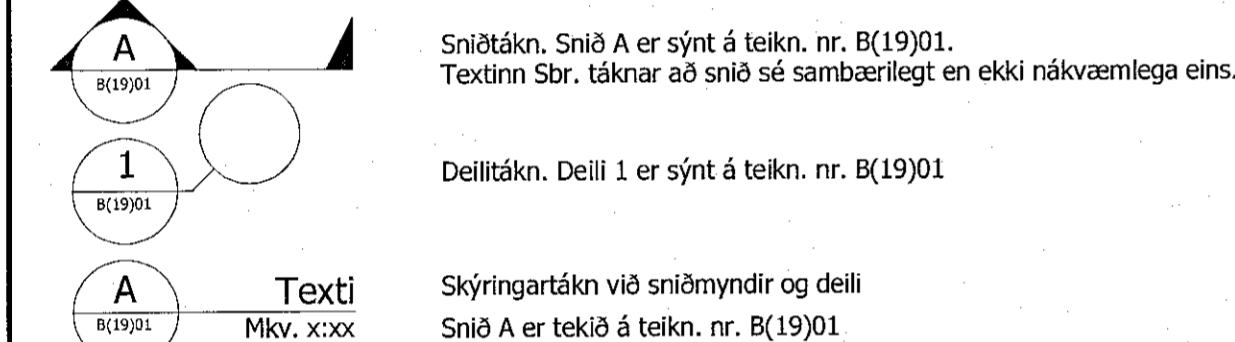 A
B(19)01
Sniðtákn. Snið A er sýnt á teikn. nr. B(19)01.
Textinn Sbr. táknar að snið sé sambærilegt en ekki nákvæmlega eins.
1
B(19)01
Deilitákn. Deili 1 er sýnt á teikn. nr. B(19)01
A
B(19)01
Texti
Mkv. x:xx
Skýringartákn við sniðmyndir og deili
Snið A er tekið á teikn. nr. B(19)01